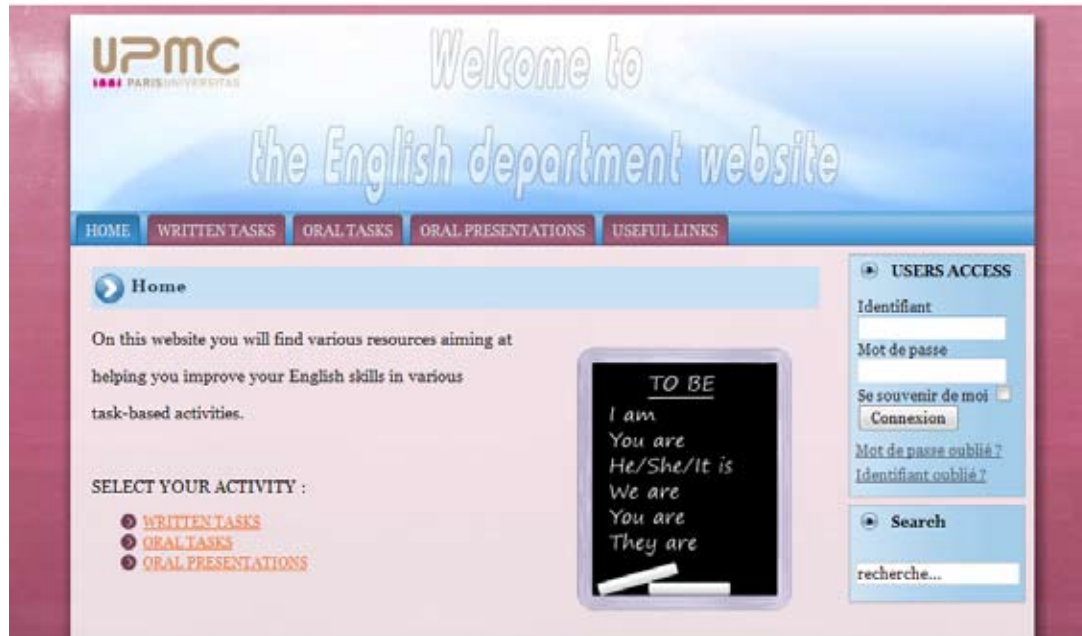 UPMC
PARIS UNIVERSITAS
Welcome to
the English department website
HOME WRITTEN TASKS ORAL TASKS ORAL PRESENTATIONS USEFUL LINKS
Home
On this website you will find various resources aiming at
helping you improve your English skills in various
task-based activities.
SELECT YOUR ACTIVITY :
WRITTEN TASKS
ORAL TASKS
ORAL PRESENTATIONS
TO BE
I am
You are
He/She/It is
We are
You are
They are
USERS ACCESS
Identifiant
Mot de passe
Se souvenir de moi
Connexion
Mot de passe oublié ?
Identifiant oublié ?
Search
recherche...